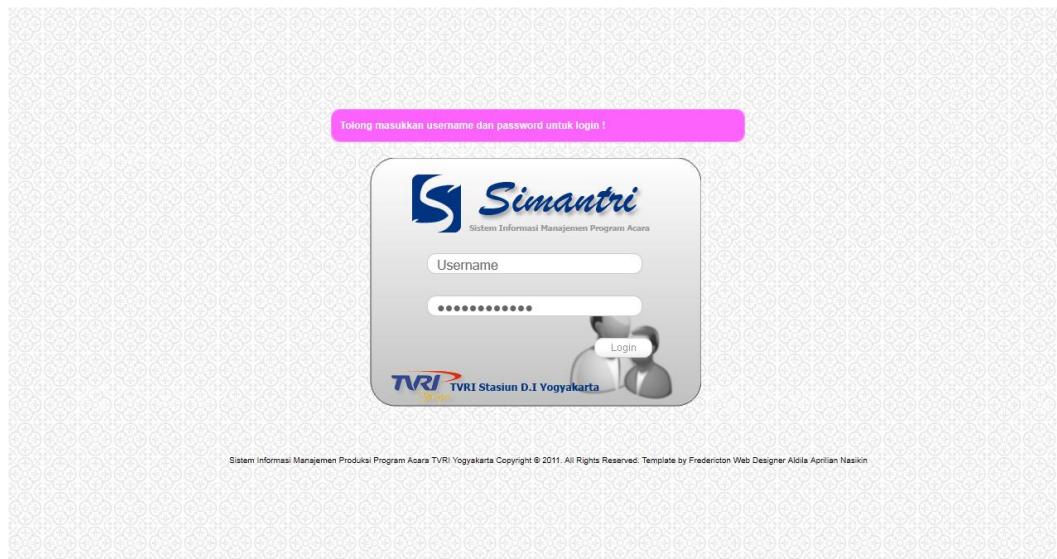 Tolong masukkan username dan password untuk login !
S Simantri
Sistem Informasi Manajemen Program Acara
Username
●●●●●●●●●●●●
Login
TVRI TVRI Stasiun D.I Yogyakarta
Sistem Informasi Manajemen Produksi Program Acara TVRI Yogyakarta Copyright © 2011. All Rights Reserved. Template by Fredericton Web Designer Aldila Aprilian Nasikin